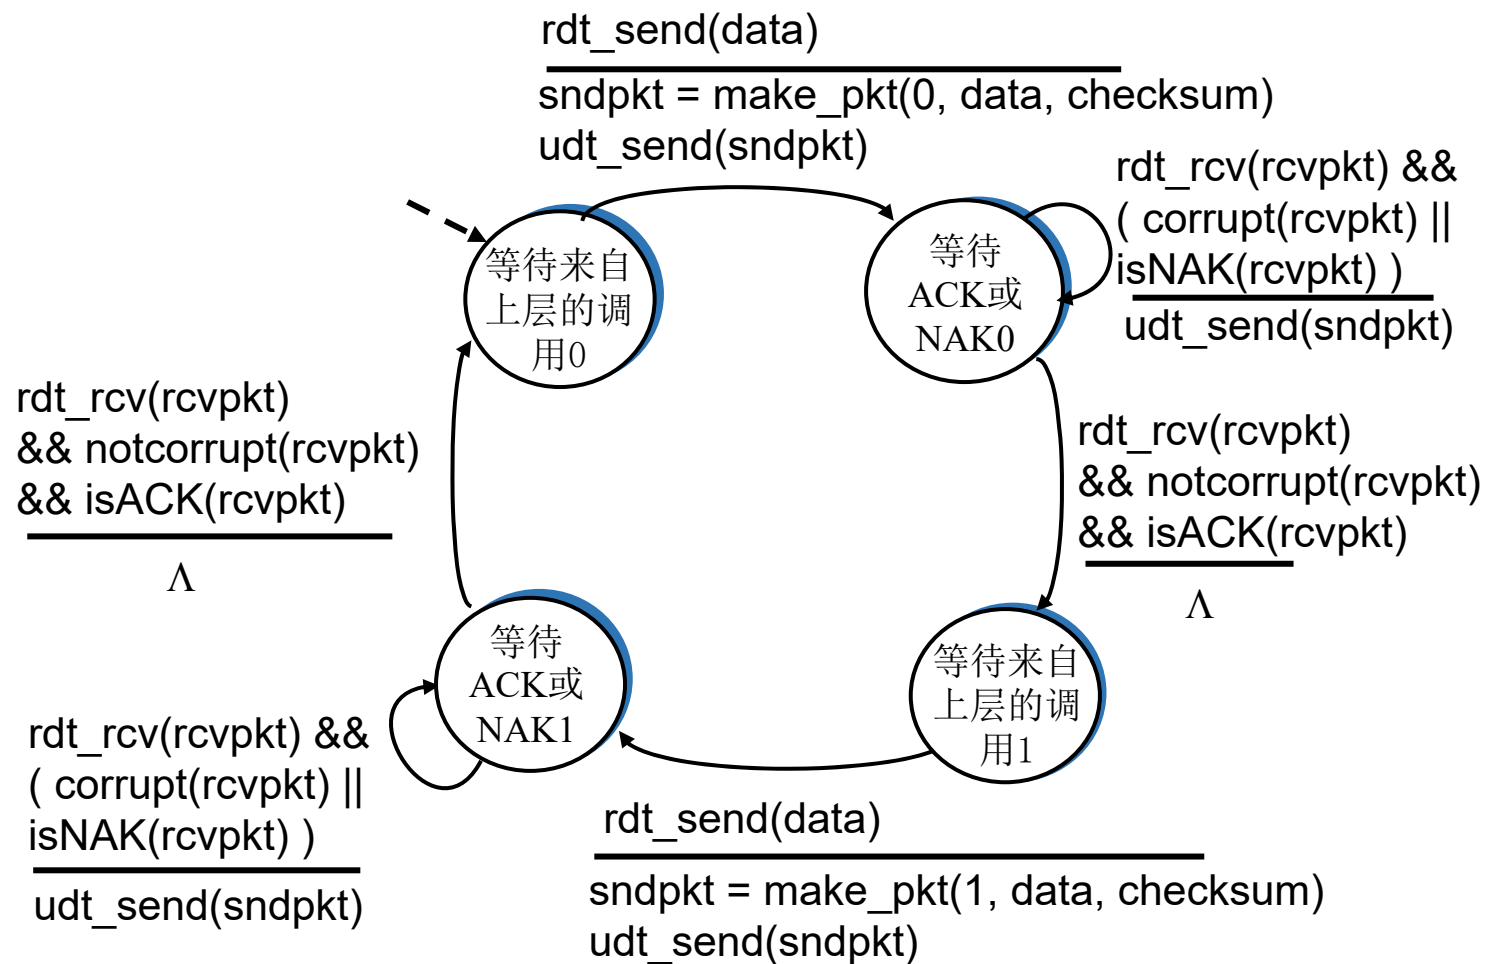 rdt_send(data)
sndpkt = make_pkt(0, data, checksum)
udt_send(sndpkt)
rdt_rcv(rcvpkt) &&
( corrupt(rcvpkt) ||
isNAK(rcvpkt) )
udt_send(sndpkt)
等待来自
上层的调
用0
等待
ACK或
NAK0
rdt_rcv(rcvpkt)
&& notcorrupt(rcvpkt)
&& isACK(rcvpkt)
Λ
rdt_rcv(rcvpkt)
&& notcorrupt(rcvpkt)
&& isACK(rcvpkt)
Λ
等待
ACK或
NAK1
等待来自
上层的调
用1
rdt_rcv(rcvpkt) &&
( corrupt(rcvpkt) ||
isNAK(rcvpkt) )
udt_send(sndpkt)
rdt_send(data)
sndpkt = make_pkt(1, data, checksum)
udt_send(sndpkt)